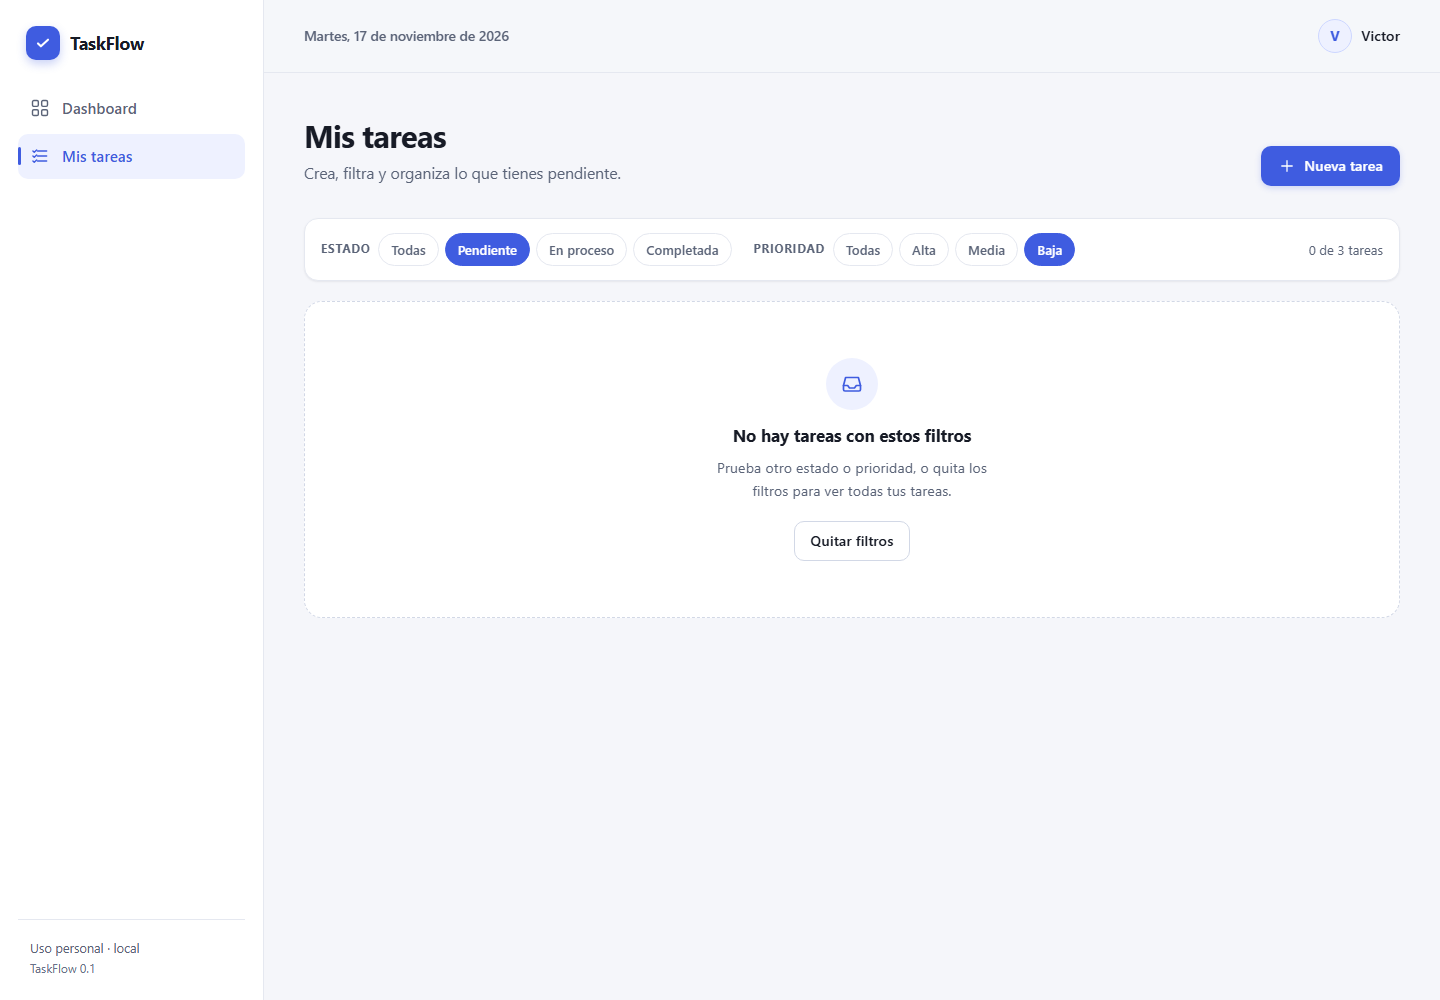 TaskFlow
Dashboard
Mis tareas
Uso personal · local
TaskFlow 0.1
Martes, 17 de noviembre de 2026
V
Victor
Mis tareas
Crea, filtra y organiza lo que tienes pendiente.
Nueva tarea
ESTADO Todas Pendiente En proceso Completada PRIORIDAD Todas Alta Media Baja 0 de 3 tareas
No hay tareas con estos filtros
Prueba otro estado o prioridad, o quita los
filtros para ver todas tus tareas.
Quitar filtros